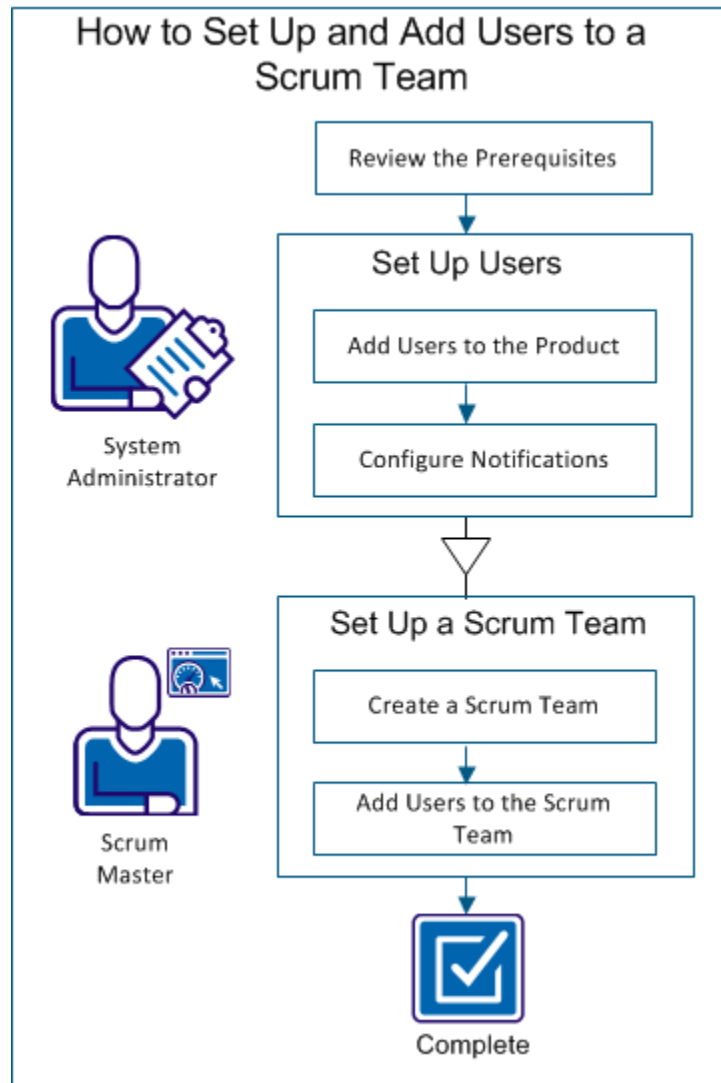 How to Set Up and Add Users to a
Scrum Team
Review the Prerequisites
Set Up Users
Add Users to the Product
Configure Notifications
System
Administrator
Set Up a Scrum Team
Create a Scrum Team
Add Users to the Scrum
Team
Scrum
Master
Complete